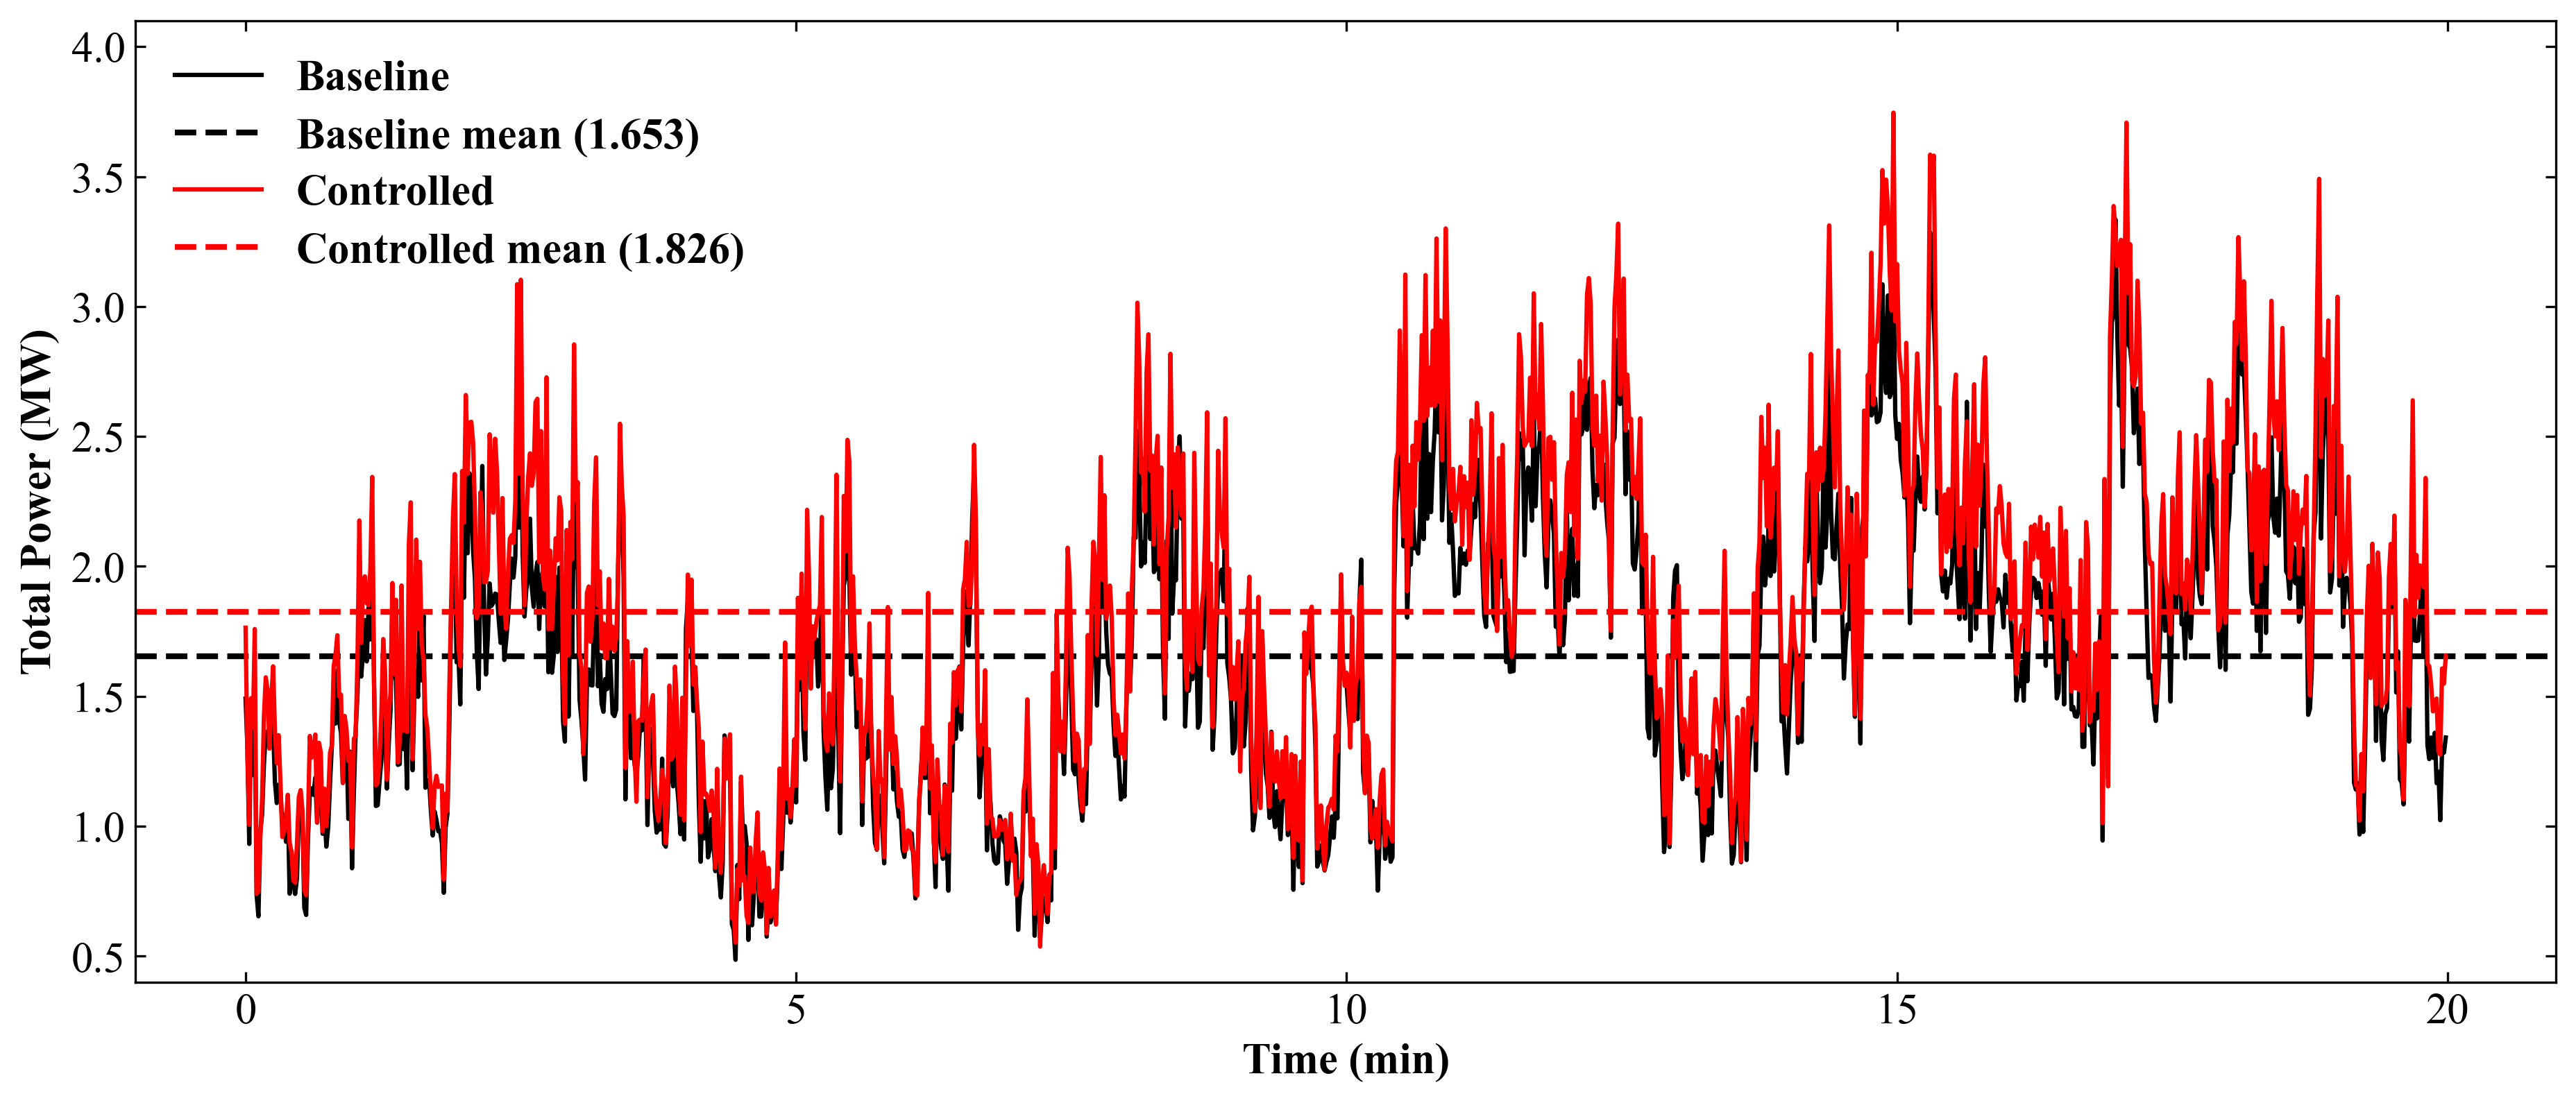 Baseline
Baseline mean (1.653)
Controlled
Controlled mean (1.826)
Total Power (MW)
4.0
3.5
3.0
2.5
2.0
1.5
1.0
0.5
0 5 10 15 20
Time (min)